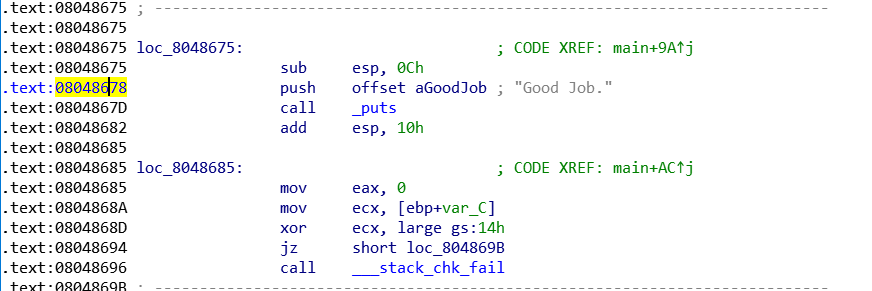 .text:08048675 ; ---------------------------------------------------------------------------
.text:08048675
.text:08048675 loc_8048675: ; CODE XREF: main+9A↑j
.text:08048675 sub esp, 0Ch
.text:08048678 push offset aGoodJob ; "Good Job."
.text:0804867D call _puts
.text:08048682 add esp, 10h
.text:08048685
.text:08048685 loc_8048685: ; CODE XREF: main+AC↑j
.text:08048685 mov eax, 0
.text:0804868A mov ecx, [ebp+var_C]
.text:0804868D xor ecx, large gs:14h
.text:08048694 jz short loc_804869B
.text:08048696 call ___stack_chk_fail
.text:0804869B ; ---------------------------------------------------------------------------